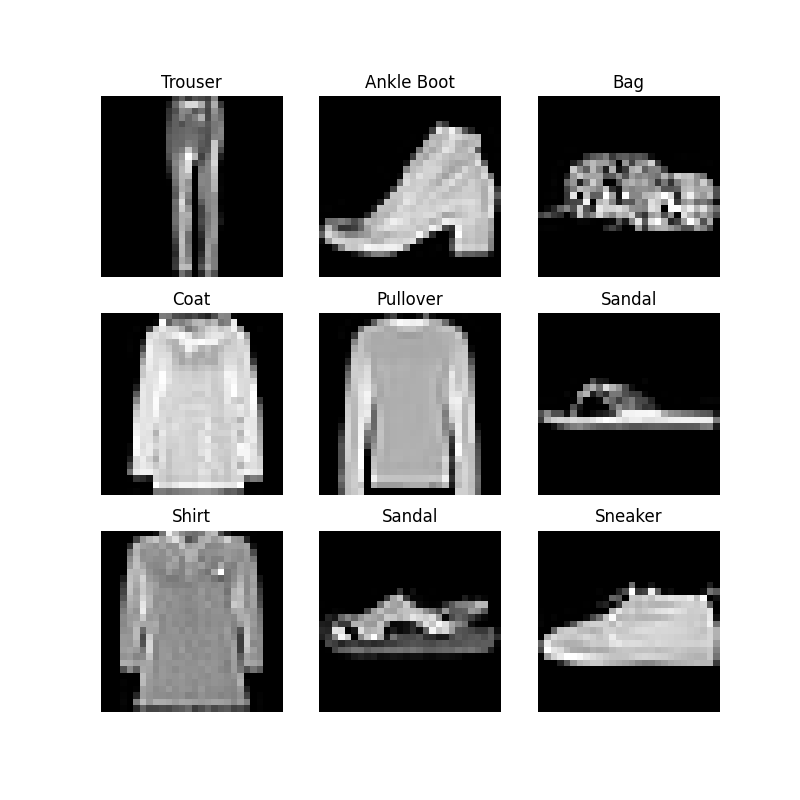 Trouser
Ankle Boot
Bag
Coat
Pullover
Sandal
Shirt
Sandal
Sneaker